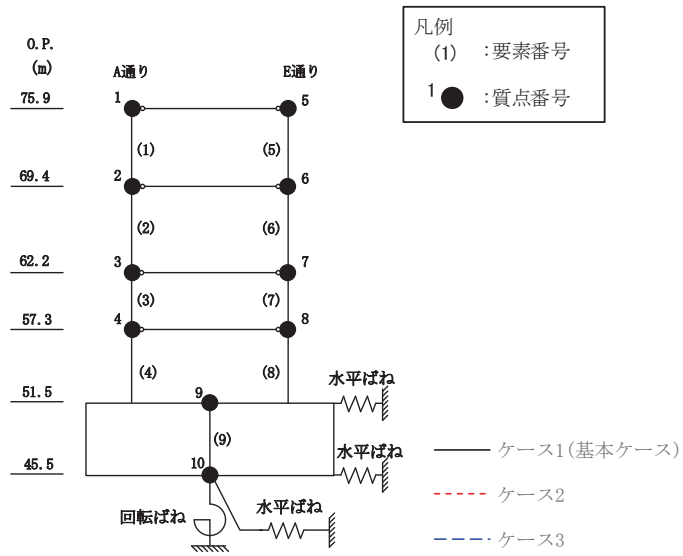 凡例
(1) :要素番号
1 :質点番号
O.P.
(m)
A通り E通り
75.9 1 5
(1) (5)
69.4 2 6
(2) (6)
62.2 3 7
(3) (7)
57.3 4 8
(4) (8)
水平ばね
51.5 9
(9)
水平ばね
45.5 10
回転ばね 水平ばね
ケース1(基本ケース)
ケース2
ケース3